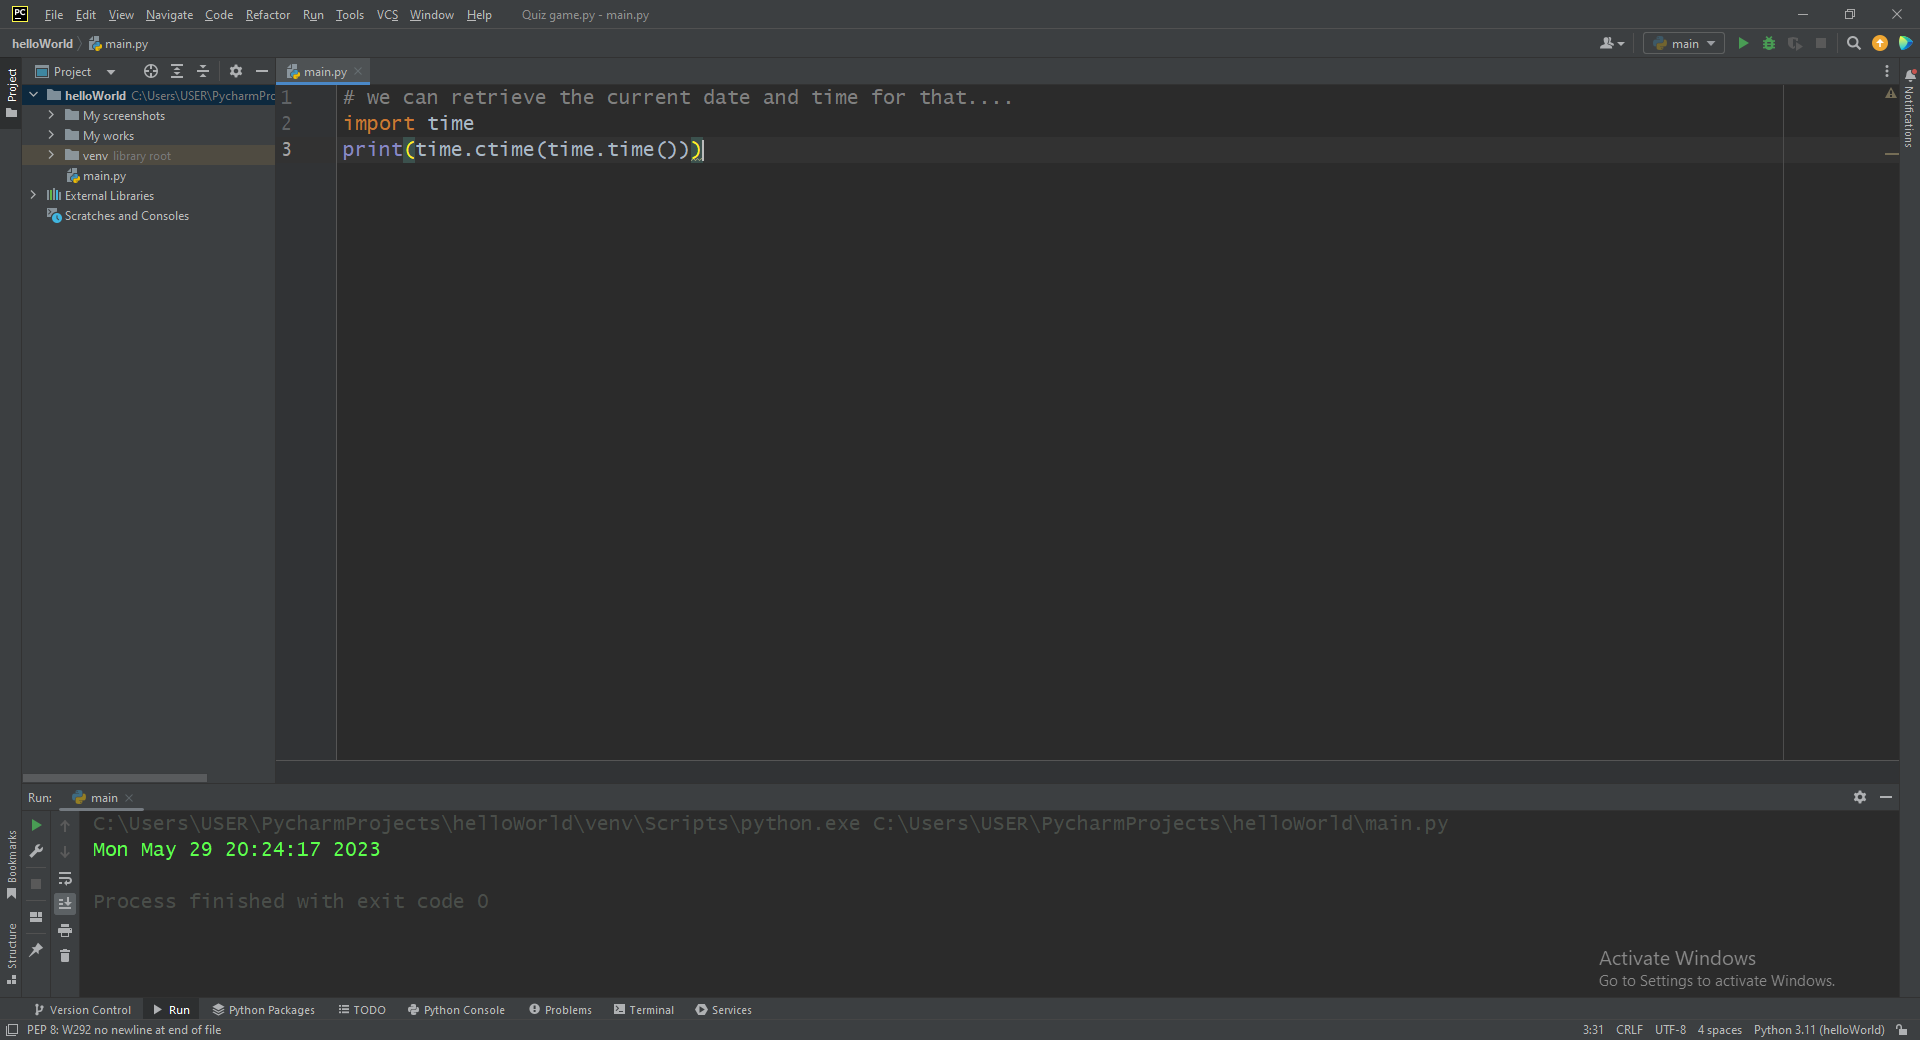 PC File Edit View Navigate Code Refactor Run Tools VCS Window Help Quiz game.py - main.py
helloWorld main.py main
Project
Project
main.py
Notifications
helloWorld C:\Users\USER\PycharmPrc
My screenshots
My works
venv library root
main.py
External Libraries
Scratches and Consoles
1 # we can retrieve the current date and time for that....
2 import time
3 print(time.ctime(time.time()))
Run: main
C:\Users\USER\PycharmProjects\helloWorld\venv\Scripts\python.exe C:\Users\USER\PycharmProjects\helloWorld\main.py
Mon May 29 20:24:17 2023
Process finished with exit code 0
Bookmarks
Structure
Activate Windows
Go to Settings to activate Windows.
Version Control Run Python Packages TODO Python Console Problems Terminal Services
PEP 8: W292 no newline at end of file 3:31 CRLF UTF-8 4 spaces Python 3.11 (helloWorld)